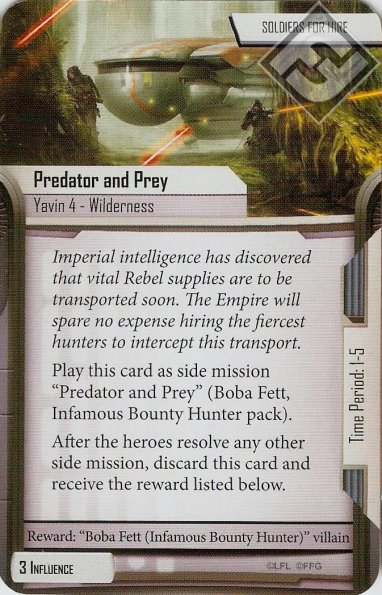 SOLDIERS FOR HIRE
Predator and Prey
Yavin 4 - Wilderness
Imperial intelligence has discovered
that vital Rebel supplies are to be
transported soon. The Empire will
spare no expense hiring the fiercest
hunters to intercept this transport.
Play this card as side mission
“Predator and Prey” (Boba Fett,
Infamous Bounty Hunter pack).
After the heroes resolve any other
side mission, discard this card and
receive the reward listed below.
Time Period: 1-5
Reward: “Boba Fett (Infamous Bounty Hunter)” villain
3 INFLUENCE
©LFL ©FFG